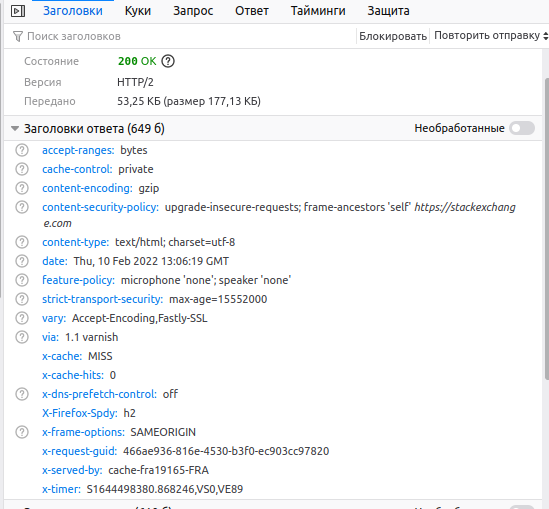 Заголовки Куки Запрос Ответ Тайминги Защита
Поиск заголовков Блокировать Повторить отправку
Состояние 200 OK ?
Версия HTTP/2
Передано 53,25 КБ (размер 177,13 КБ)
Заголовки ответа (649 б) Необработанные
? accept-ranges: bytes
? cache-control: private
? content-encoding: gzip
? content-security-policy: upgrade-insecure-requests; frame-ancestors 'self' https://stackexchang
e.com
? content-type: text/html; charset=utf-8
? date: Thu, 10 Feb 2022 13:06:19 GMT
? feature-policy: microphone 'none'; speaker 'none'
? strict-transport-security: max-age=15552000
? vary: Accept-Encoding,Fastly-SSL
? via: 1.1 varnish
x-cache: MISS
x-cache-hits: 0
? x-dns-prefetch-control: off
X-Firefox-Spdy: h2
? x-frame-options: SAMEORIGIN
x-request-guid: 466ae936-816e-4530-b3f0-ec903cc97820
x-served-by: cache-fra19165-FRA
x-timer: S1644498380.868246,VS0,VE89